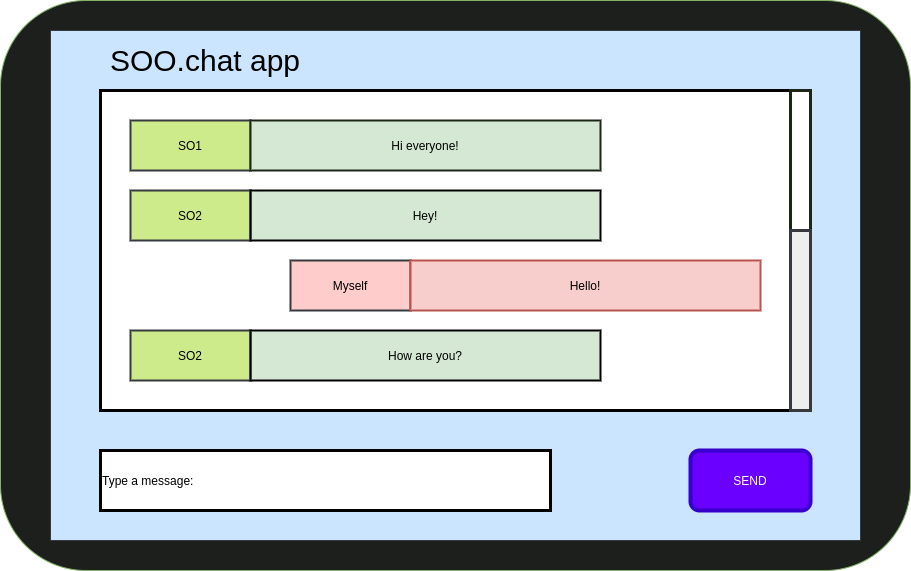 SOO.chat app
SO1
Hi everyone!
SO2
Hey!
Myself
Hello!
SO2
How are you?
Type a message:
SEND